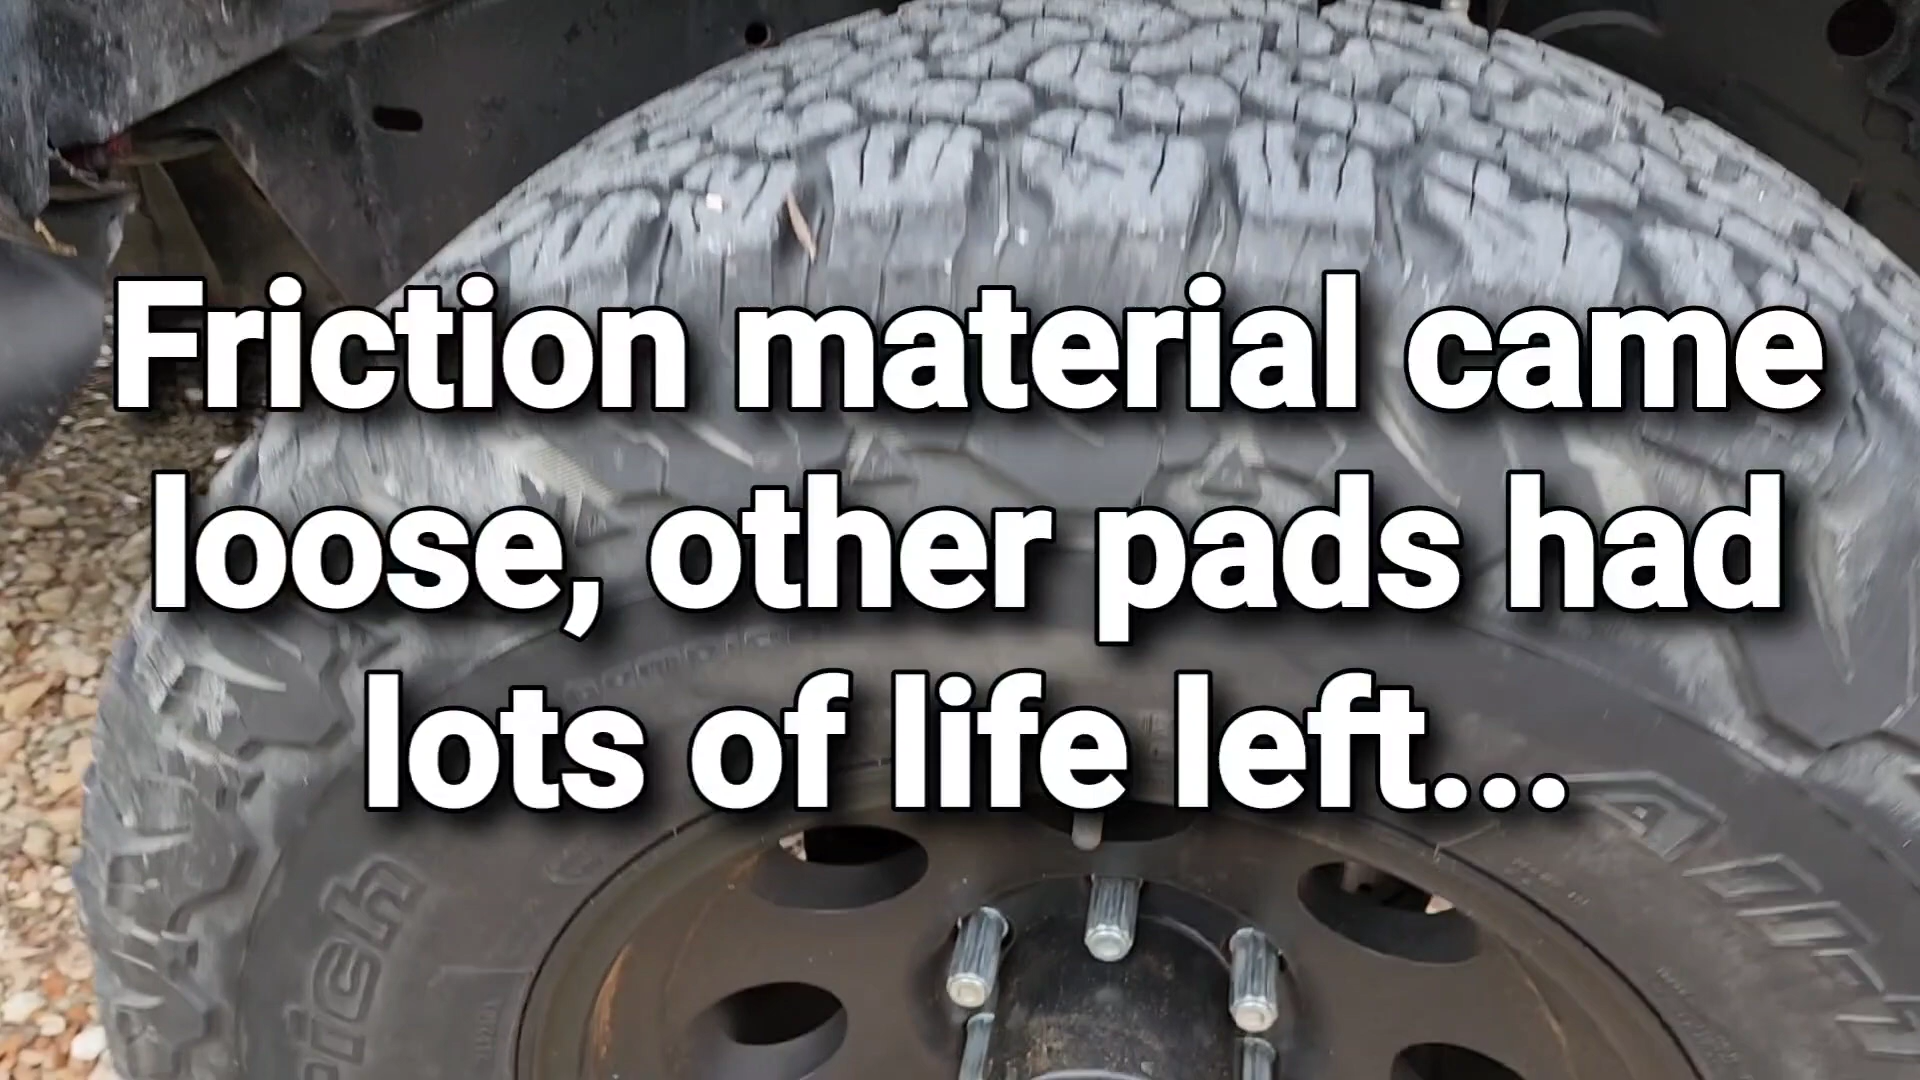 Friction material came
loose, other pads had
lots of life left...